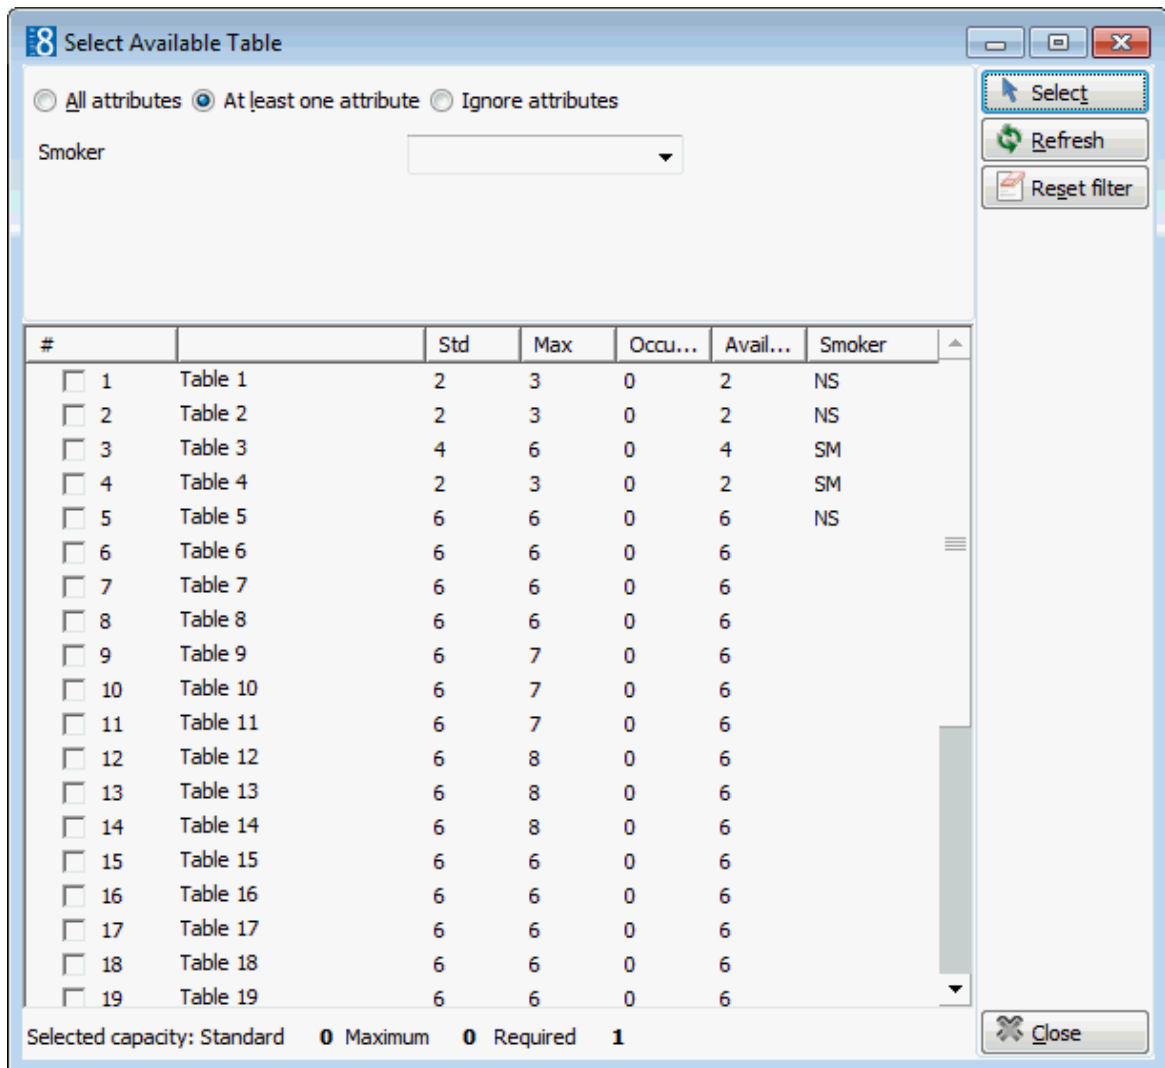 8 Select Available Table
All attributes At least one attribute Ignore attributes
Select
Smoker
Refresh
Reset filter
# Std Max Occu... Avail... Smoker
1 Table 1 2 3 0 2 NS
2 Table 2 2 3 0 2 NS
3 Table 3 4 6 0 4 SM
4 Table 4 2 3 0 2 SM
5 Table 5 6 6 0 6 NS
6 Table 6 6 6 0 6
7 Table 7 6 6 0 6
8 Table 8 6 6 0 6
9 Table 9 6 7 0 6
10 Table 10 6 7 0 6
11 Table 11 6 7 0 6
12 Table 12 6 8 0 6
13 Table 13 6 8 0 6
14 Table 14 6 8 0 6
15 Table 15 6 6 0 6
16 Table 16 6 6 0 6
17 Table 17 6 6 0 6
18 Table 18 6 6 0 6
19 Table 19 6 6 0 6
Selected capacity: Standard 0 Maximum 0 Required 1
Close